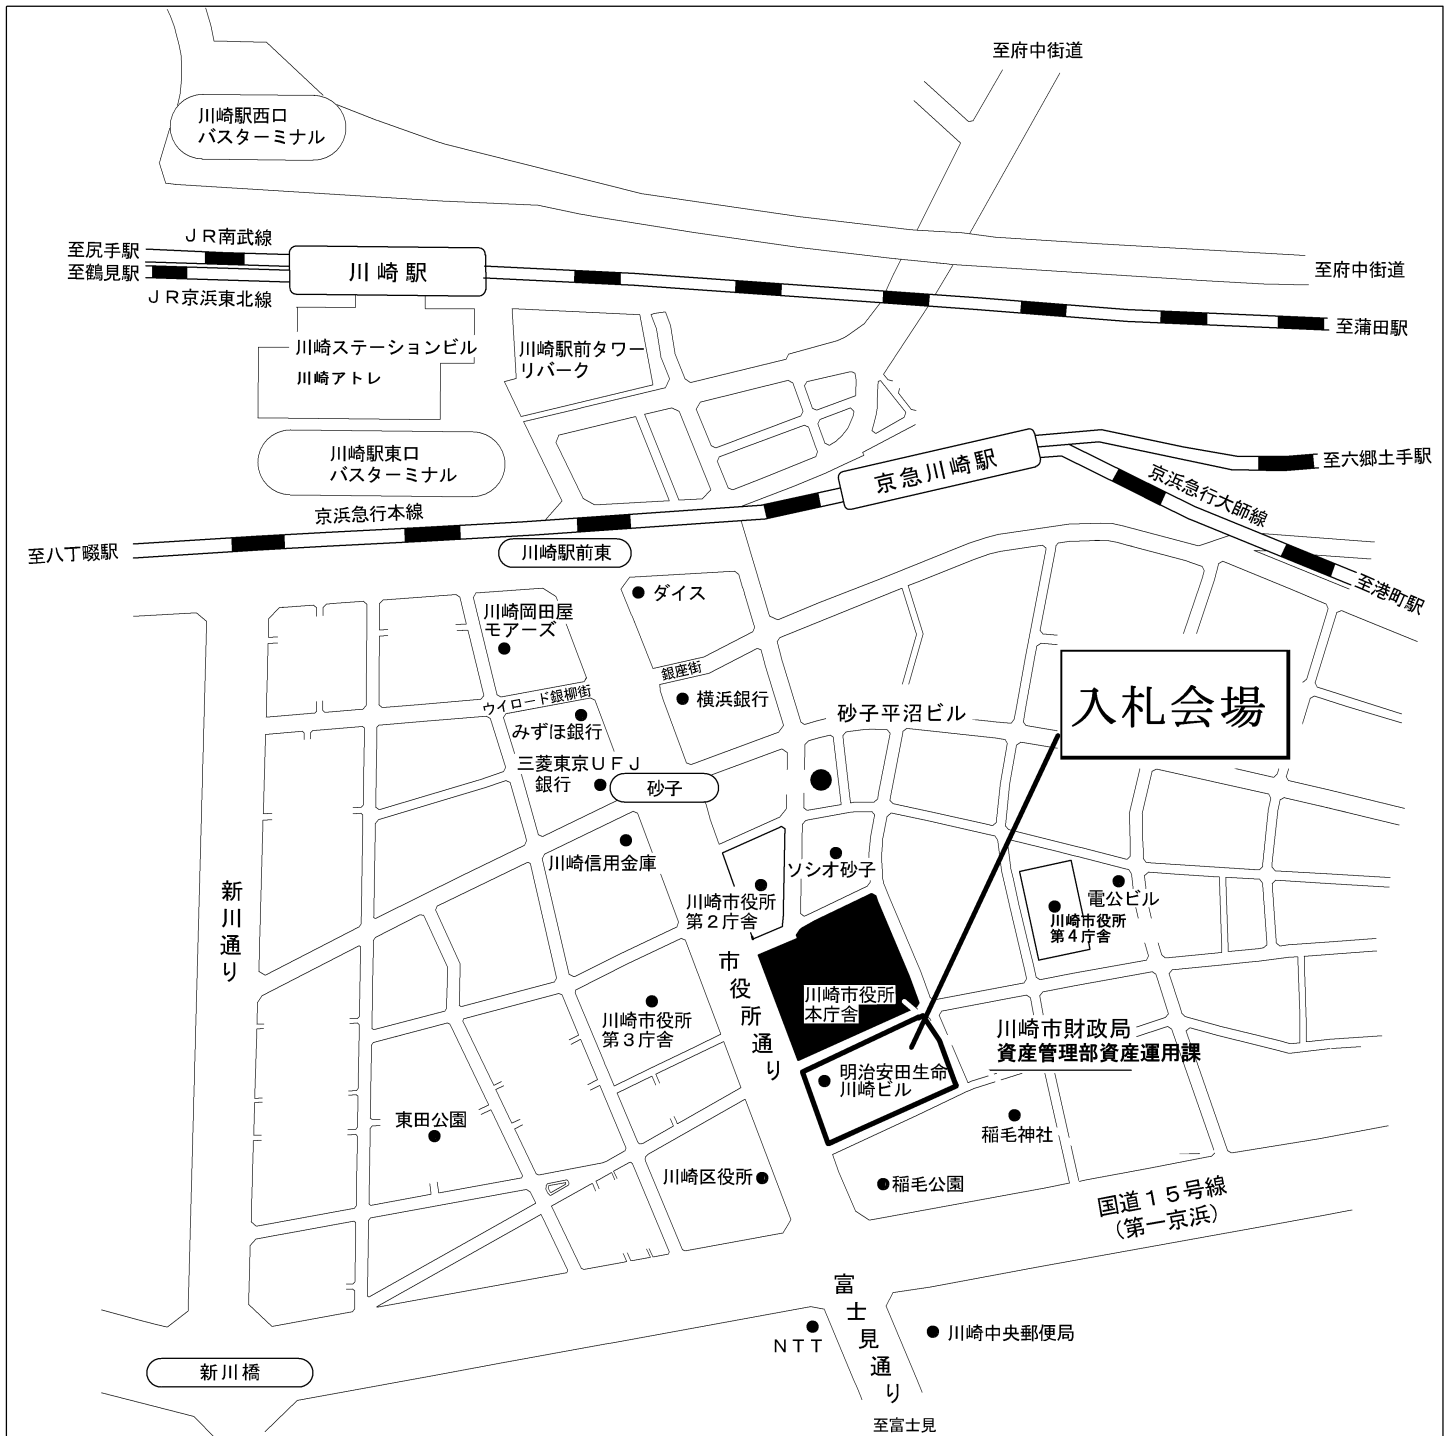 至府中街道
川崎駅西口
バスターミナル
ＪＲ南武線
至尻手駅
至鶴見駅
ＪＲ京浜東北線
川崎駅
至府中街道
至蒲田駅
川崎ステーションビル
川崎アトレ
川崎駅前タワー
リバーク
川崎駅東口
バスターミナル
京急川崎駅
至六郷土手駅
京浜急行大師線
京浜急行本線
至八丁畷駅
川崎駅前東
至港町駅
ダイス
川崎岡田屋
モアーズ
銀座街
ウイロード銀柳街
横浜銀行
みずほ銀行
砂子平沼ビル
入札会場
三菱東京ＵＦＪ
銀行
砂子
川崎信用金庫
ソシオ砂子
新川通り
川崎市役所
第２庁舎
電公ビル
川崎市役所
第４庁舎
市役所通り
川崎市役所
本庁舎
川崎市役所
第３庁舎
川崎市財政局
資産管理部資産運用課
明治安田生命
川崎ビル
東田公園
稲毛神社
川崎区役所
稲毛公園
国道１５号線
（第一京浜）
富士見通り
ＮＴＴ
川崎中央郵便局
新川橋
至富士見